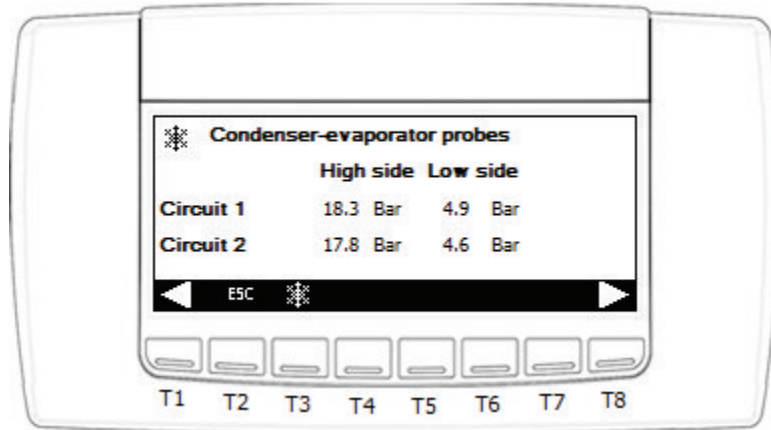 Condenser-evaporator probes
High side Low side
Circuit 1 18.3 Bar 4.9 Bar
Circuit 2 17.8 Bar 4.6 Bar
ESC
T1 T2 T3 T4 T5 T6 T7 T8